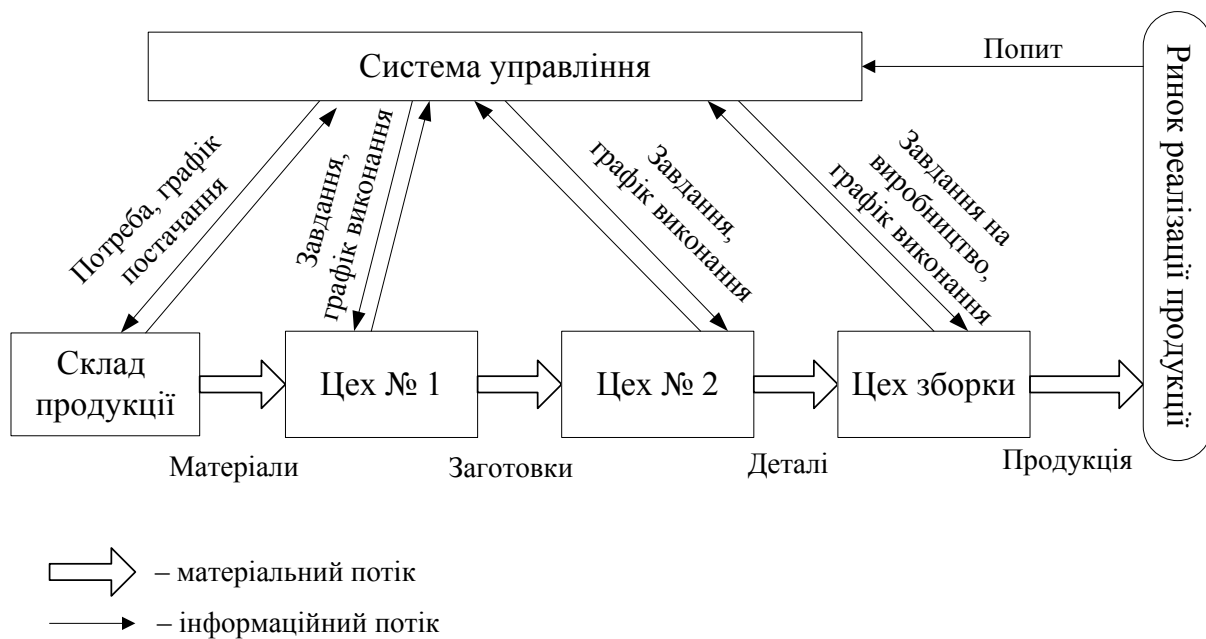 Система управління
Попит
Ринок реалізації продукції
Потреба, графік
постачання
Завдання,
графік виконання
Завдання,
графік виконання
Завдання на
виробництво,
графік виконання
Склад
продукції
Цех № 1
Цех № 2
Цех зборки
Матеріали
Заготовки
Деталі
Продукція
– матеріальний потік
– інформаційний потік